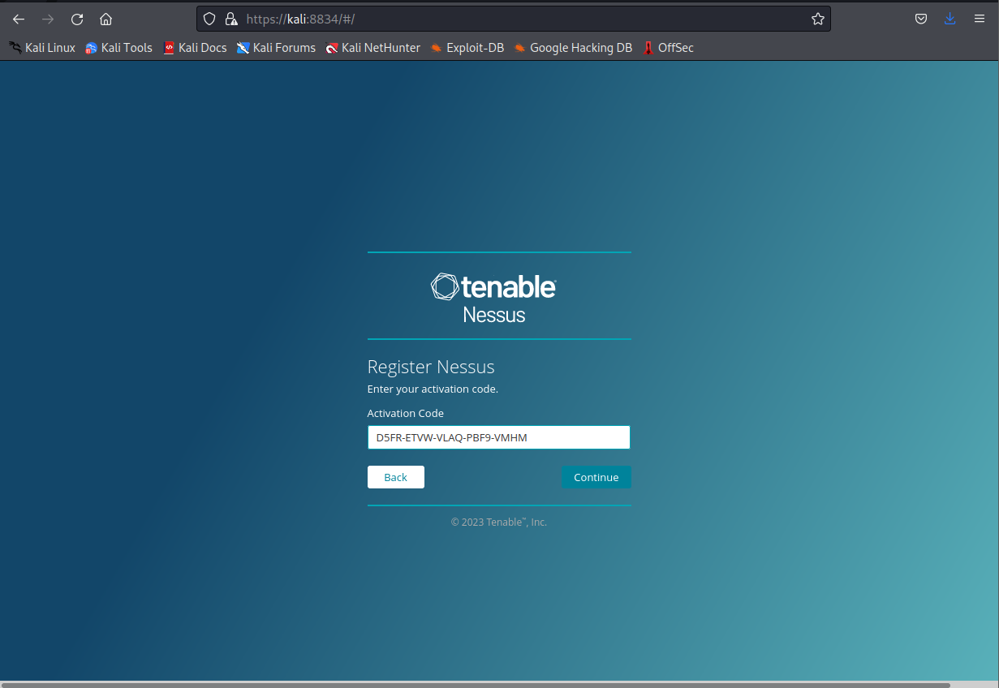 https://kali:8834/#/
Kali Linux Kali Tools Kali Docs Kali Forums Kali NetHunter Exploit-DB Google Hacking DB OffSec
tenable
Nessus
Register Nessus
Enter your activation code.
Activation Code
D5FR-ETVW-VLAQ-PBF9-VMHM
Back Continue
© 2023 Tenable™, Inc.